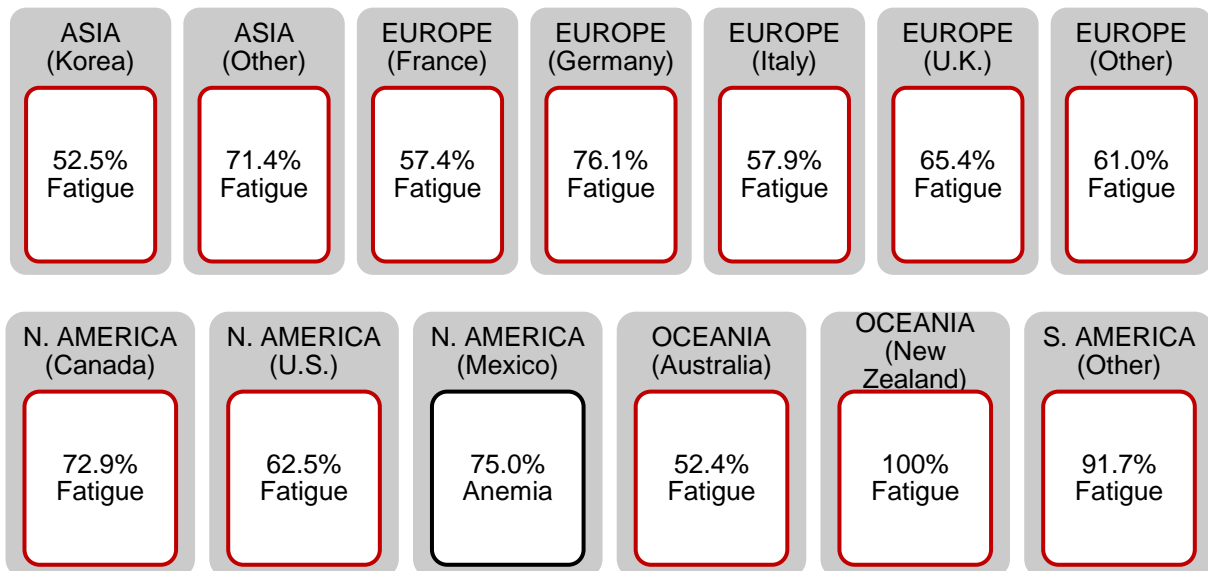 ASIA
(Korea)
52.5%
Fatigue
ASIA
(Other)
71.4%
Fatigue
EUROPE
(France)
57.4%
Fatigue
EUROPE
(Germany)
76.1%
Fatigue
EUROPE
(Italy)
57.9%
Fatigue
EUROPE
(U.K.)
65.4%
Fatigue
EUROPE
(Other)
61.0%
Fatigue
N. AMERICA
(Canada)
72.9%
Fatigue
N. AMERICA
(U.S.)
62.5%
Fatigue
N. AMERICA
(Mexico)
75.0%
Anemia
OCEANIA
(Australia)
52.4%
Fatigue
OCEANIA
(New
Zealand)
100%
Fatigue
S. AMERICA
(Other)
91.7%
Fatigue